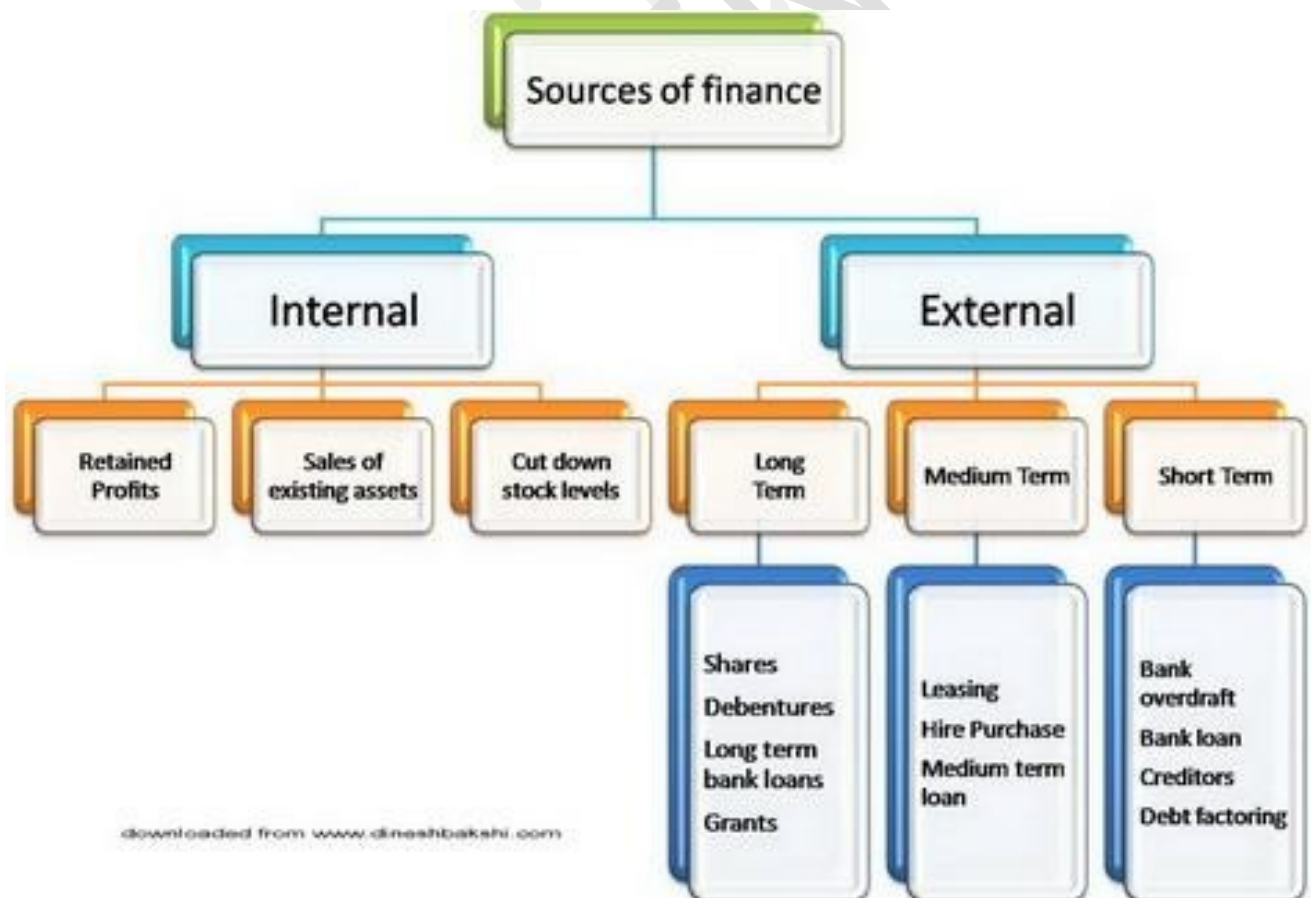 Sources of finance
Internal
External
Retained
Profits
Sales of
existing assets
Cut down
stock levels
Long
Term
Medium Term
Short Term
Shares
Debentures
Long term
bank loans
Grants
Leasing
Hire Purchase
Medium term
loan
Bank
overdraft
Bank loan
Creditors
Debt factoring
downloaded from www.dineshbakshi.com